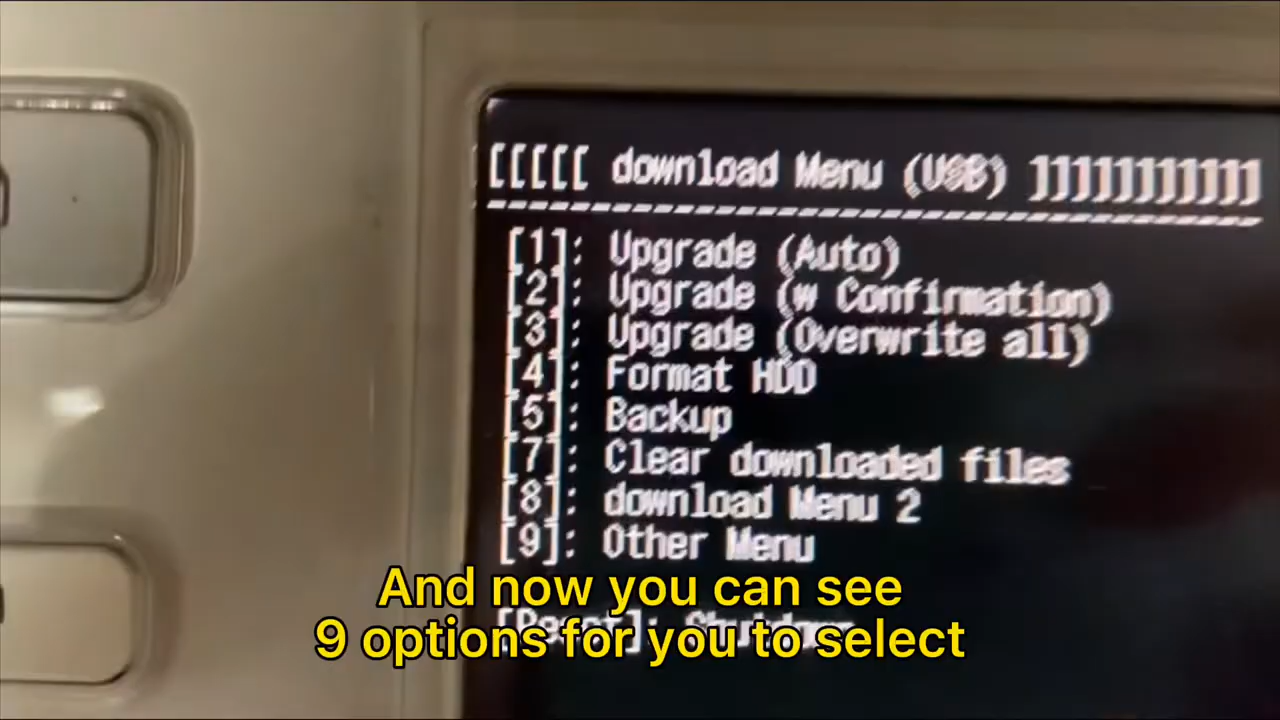 [[[[[ download Menu (USB) ]]]]]]]]]]]]
--------------------------------------------
[1]: Upgrade (Auto)
[2]: Upgrade (w Confirmation)
[3]: Upgrade (Overwrite all)
[4]: Format HDD
[5]: Backup
[7]: Clear downloaded files
[8]: download Menu 2
[9]: Other Menu
[Reset]: Shutdown
And now you can see
9 options for you to select